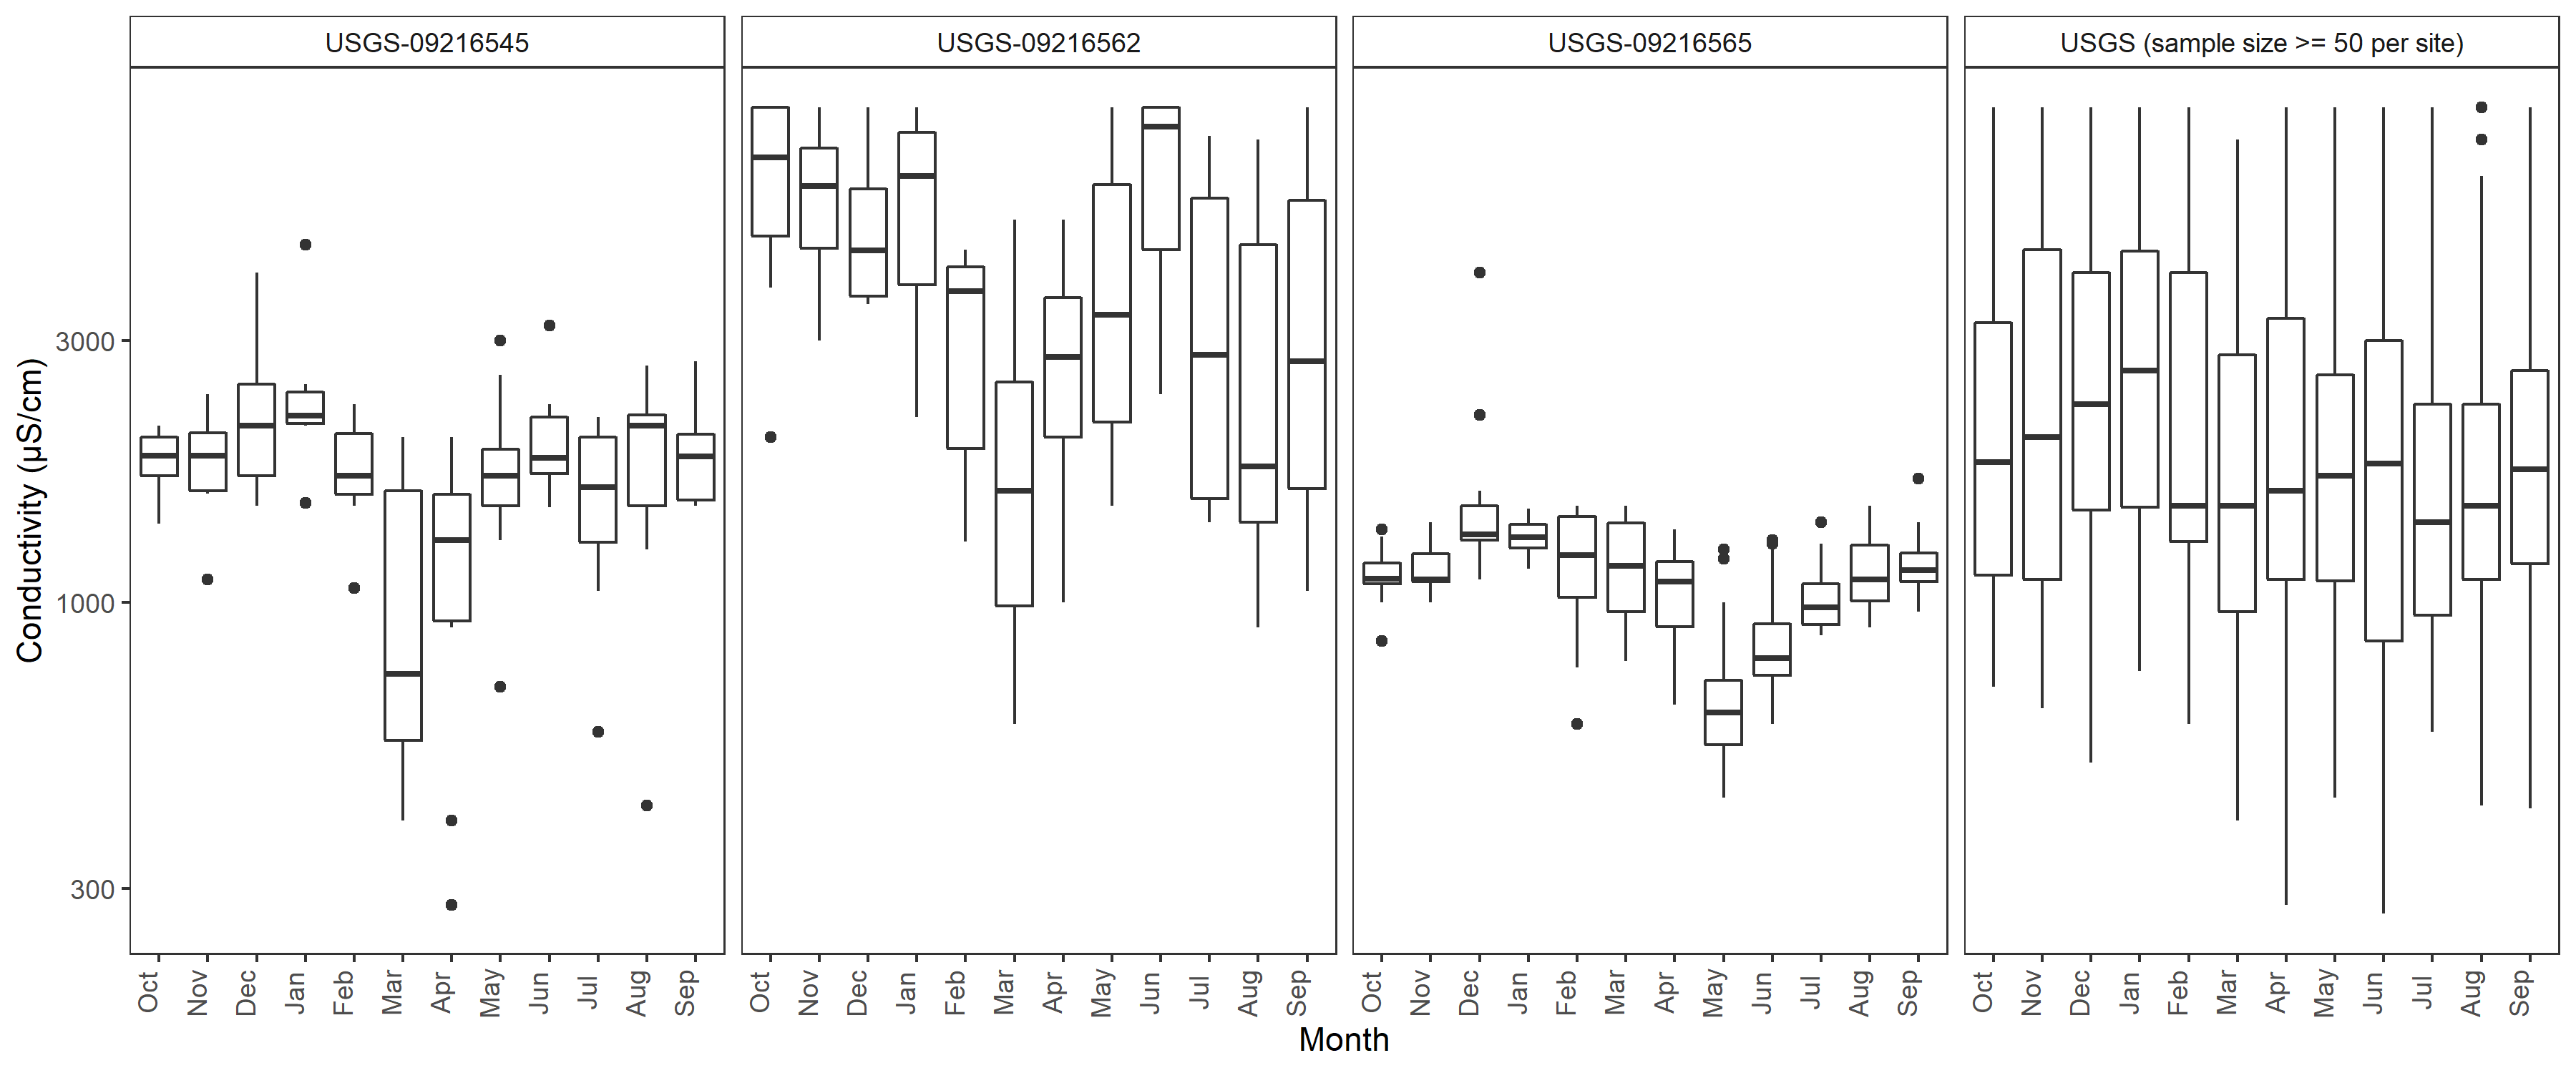 USGS-09216545
USGS-09216562
USGS-09216565
USGS (sample size >= 50 per site)
Conductivity (µS/cm)
3000
1000
300
Oct Nov Dec Jan Feb Mar Apr May Jun Jul Aug Sep
Oct Nov Dec Jan Feb Mar Apr May Jun Jul Aug Sep
Oct Nov Dec Jan Feb Mar Apr May Jun Jul Aug Sep
Oct Nov Dec Jan Feb Mar Apr May Jun Jul Aug Sep
Month